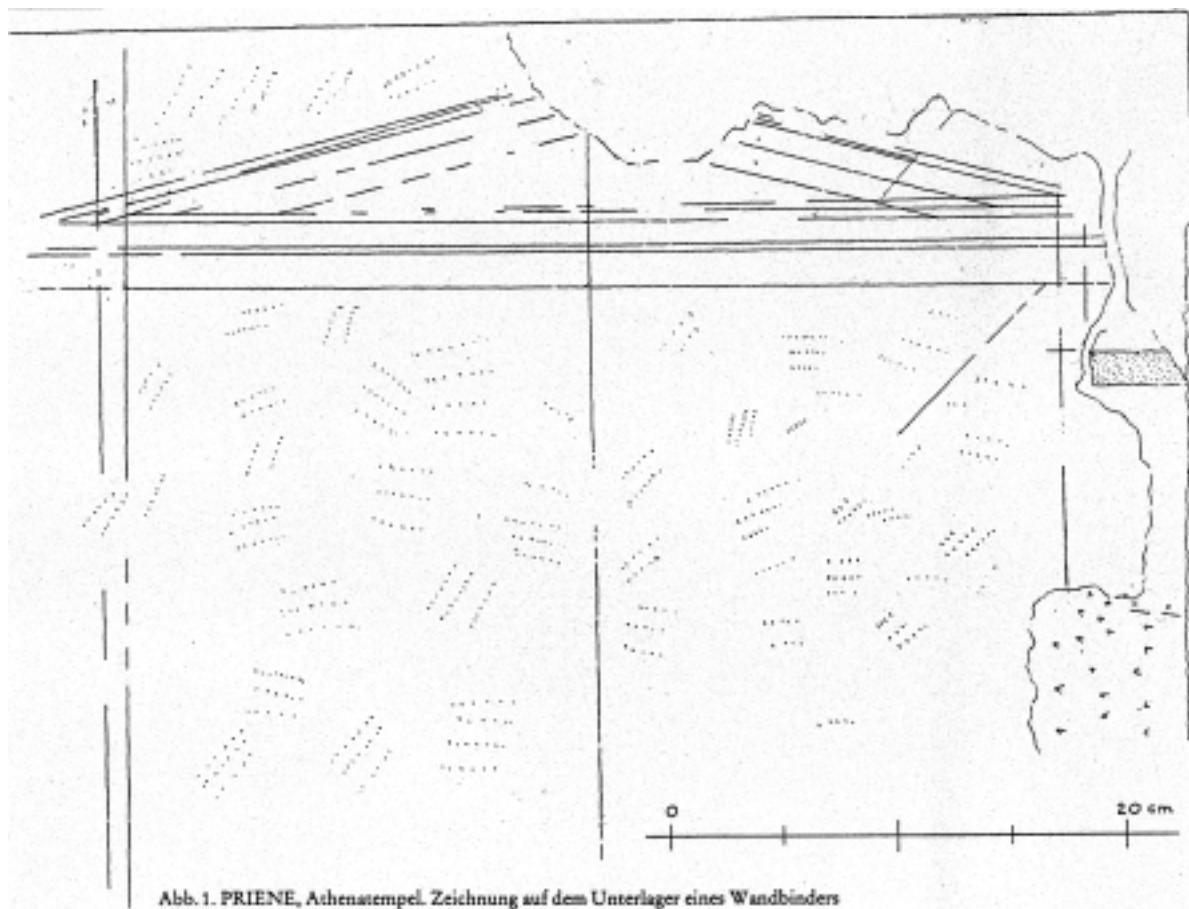 0 20 cm
Abb. 1. PRIENE, Athenatempel. Zeichnung auf dem Unterlager eines Wandbinders